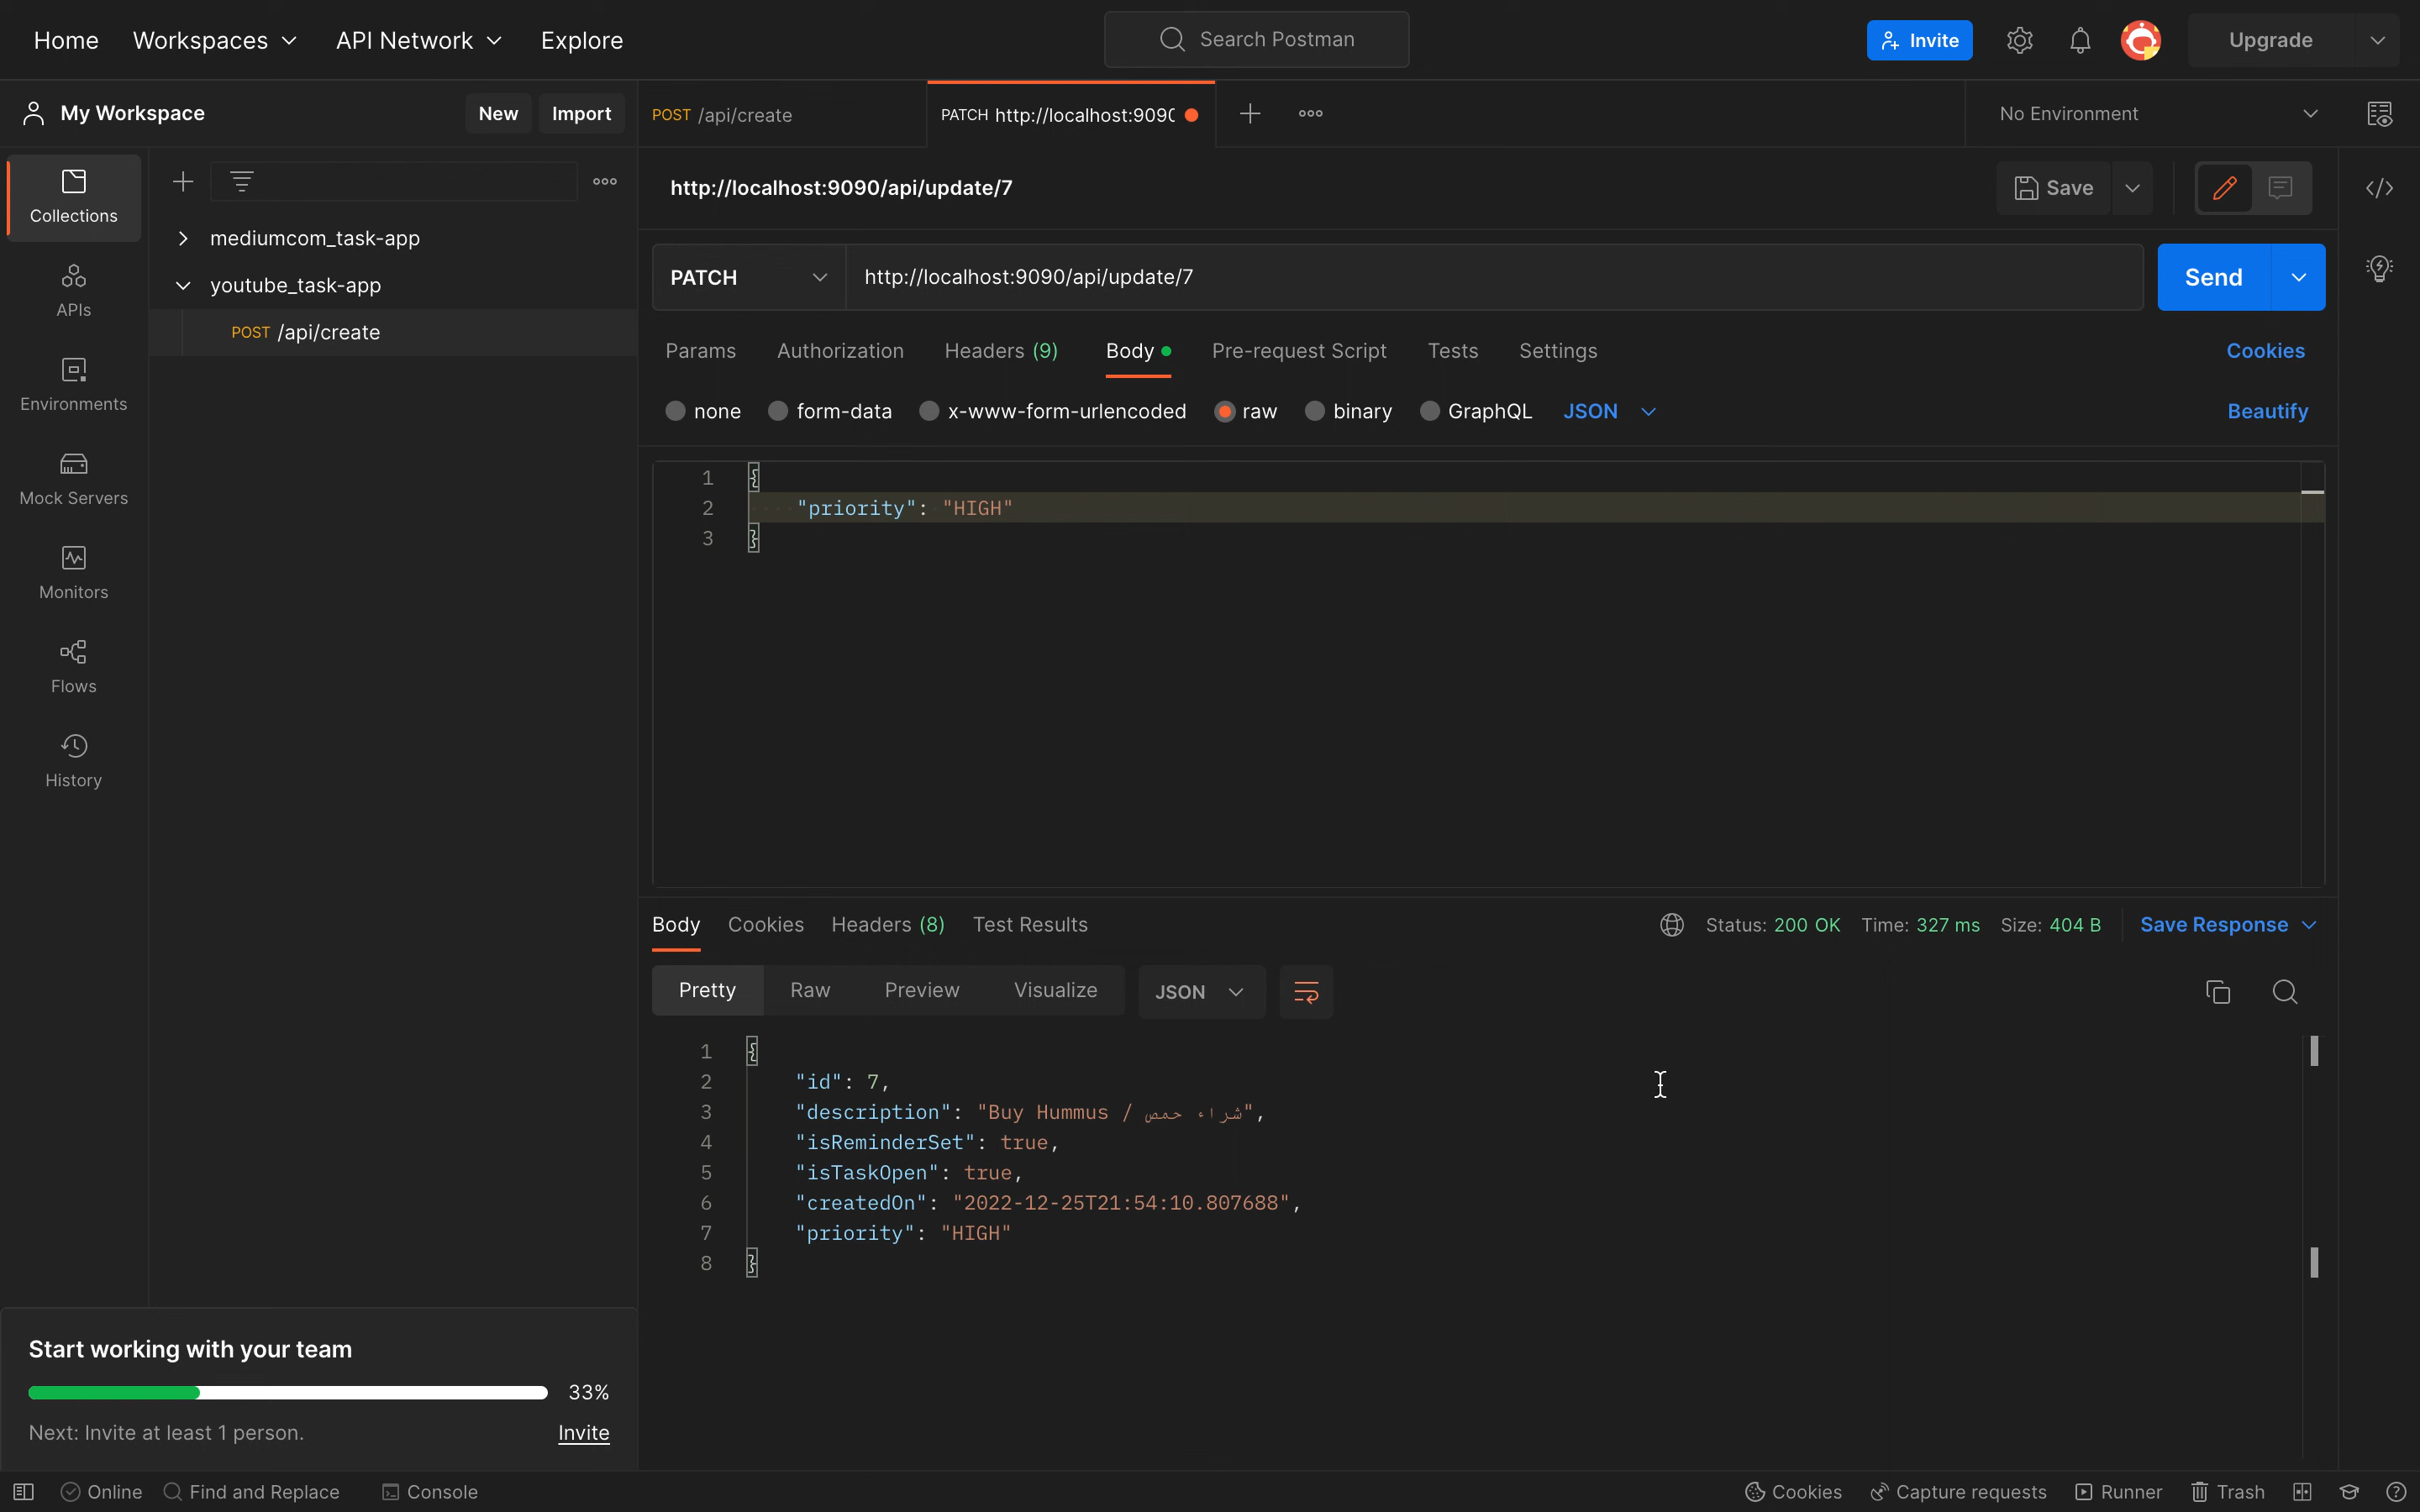 Home Workspaces API Network Explore Search Postman Invite Upgrade
My Workspace New Import POST /api/create PATCH http://localhost:909 No Environment
Collections
APIs
Environments
Mock Servers
Monitors
Flows
History
mediumcom_task-app
youtube_task-app
POST /api/create
http://localhost:9090/api/update/7 Save
PATCH http://localhost:9090/api/update/7 Send
Params Authorization Headers (9) Body Pre-request Script Tests Settings Cookies
none form-data x-www-form-urlencoded raw binary GraphQL JSON Beautify
1 {
2 "priority": "HIGH"
3 }
Body Cookies Headers (8) Test Results Status: 200 OK Time: 327 ms Size: 404 B Save Response
Pretty Raw Preview Visualize JSON
1 {
2 "id": 7,
3 "description": "Buy Hummus / شراء حمص",
4 "isReminderSet": true,
5 "isTaskOpen": true,
6 "createdOn": "2022-12-25T21:54:10.807688",
7 "priority": "HIGH"
8 }
Start working with your team
33%
Next: Invite at least 1 person. Invite
Online Find and Replace Console Cookies Capture requests Runner Trash